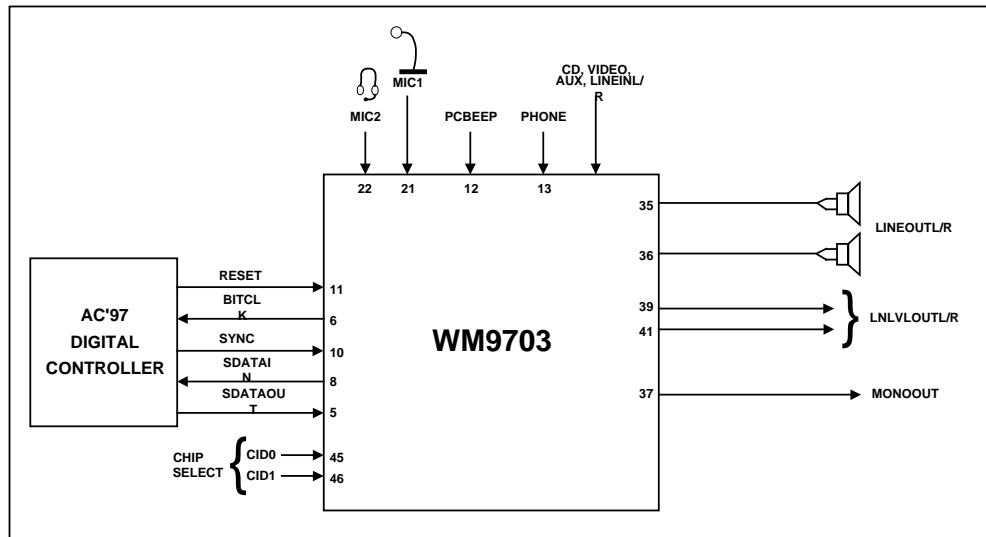 CD, VIDEO,
AUX, LINEINL/
R
MIC1
MIC2
PCBEEP
PHONE
22
21
12
13
35
LINEOUTL/R
36
39
LNLVLOUTL/R
41
37
MONOOUT
WM9703
AC'97
DIGITAL
CONTROLLER
RESET
11
BITCL
K
6
SYNC
10
SDATAI
N
8
SDATAOU
T
5
CHIP
SELECT
CID0
45
CID1
46